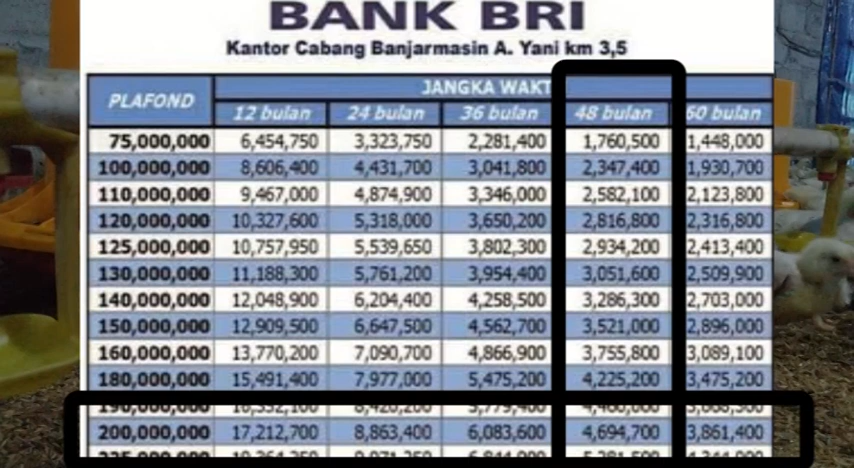 BANK BRI
Kantor Cabang Banjarmasin A. Yani km 3,5
PLAFOND JANGKA WAKT
12 bulan 24 bulan 36 bulan 48 bulan 60 bulan
75,000,000 6,454,750 3,323,750 2,281,400 1,760,500 1,448,000
100,000,000 8,606,400 4,431,700 3,041,800 2,347,400 1,930,700
110,000,000 9,467,000 4,874,900 3,346,000 2,582,100 2,123,800
120,000,000 10,327,600 5,318,000 3,650,200 2,816,800 2,316,800
125,000,000 10,757,950 5,539,650 3,802,300 2,934,200 2,413,400
130,000,000 11,188,300 5,761,200 3,954,400 3,051,600 2,509,900
140,000,000 12,048,900 6,204,400 4,258,500 3,286,300 2,703,000
150,000,000 12,909,500 6,647,500 4,562,700 3,521,000 2,896,000
160,000,000 13,770,200 7,090,700 4,866,900 3,755,800 3,089,100
180,000,000 15,491,400 7,977,000 5,475,200 4,225,200 3,475,200
190,000,000
200,000,000 17,212,700 8,863,400 6,083,600 4,694,700 3,861,400